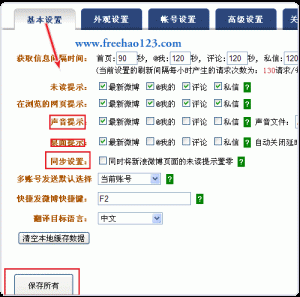 基本设置 外观设置 帐号设置 高级设置
www.freehao123.com
获取信息间隔时间: 首页: 90 秒, @我: 120 秒, 评论: 120 秒, 私信: 
(当前设置的刷新间隔每小时产生的请求次数为: 130请求/
未读提示: 最新微博 @我的 评论 私信 ?
在浏览的网页提示: 最新微博 @我的 评论 私信 ?
声音提示: 最新微博 @我的 评论 私信 ? 声音文件:
桌面提示: 最新微博 @我的 评论 私信 ? 自动关闭延时
同步设置: 同时将新浪微博页面的未读提示置零 ?
多账号发送默认选择 当前账号 ?
快捷发微博快捷键: F2 ?
翻译目标语言: 中文
清空本地缓存数据
保存所有